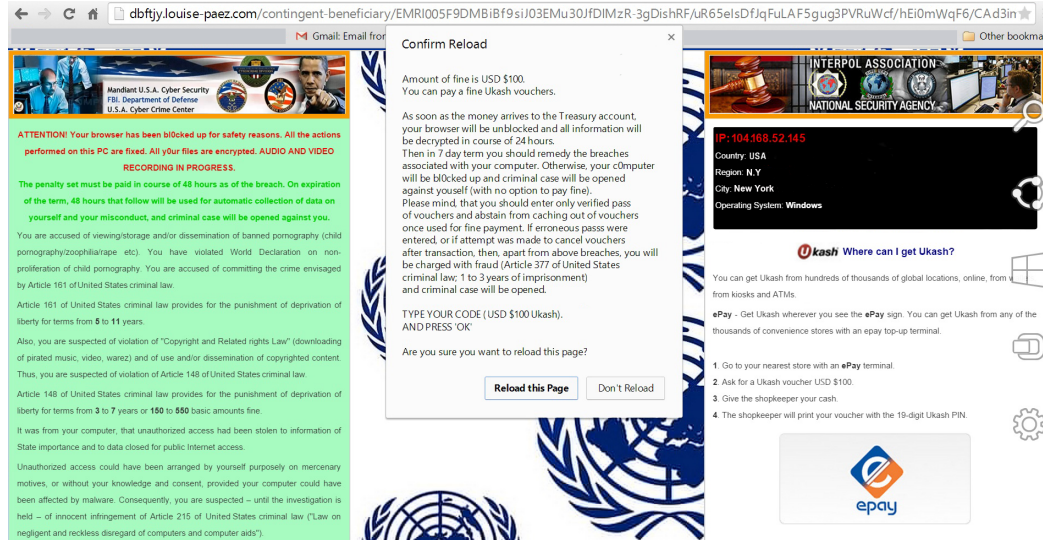 dbftjy.louise-paez.com/contingent-beneficiary/EMRI005F9DMBiBf9siJ03EMu30JfDIMzR-3gDishRF/uR65eIsDfJqFuLAF5gug3PVRuWcf/hEi0mWqF6/CAd3in
Gmail: Email fror
Other bookma
Mandiant U.S.A. Cyber Security
FBI. Department of Defense
U.S.A. Cyber Crime Center
ATTENTION! Your browser has been bl0cked up for safety reasons. All the actions
performed on this PC are fixed. All y0ur files are encrypted. AUDIO AND VIDEO
RECORDING IN PROGRESS.
The penalty set must be paid in course of 48 hours as of the breach. On expiration
of the term, 48 hours that follow will be used for automatic collection of data on
yourself and your misconduct, and criminal case will be opened against you.
You are accused of viewing/storage and/or dissemination of banned pornography (child
pornography/zoophilia/rape etc). You have violated World Declaration on non-
proliferation of child pornography. You are accused of committing the crime envisaged
by Article 161 of United States criminal law.
Article 161 of United States criminal law provides for the punishment of deprivation of
liberty for terms from 5 to 11 years.
Also, you are suspected of violation of "Copyright and Related rights Law" (downloading
of pirated music, video, warez) and of use and/or dissemination of copyrighted content.
Thus, you are suspected of violation of Article 148 of United States criminal law.
Article 148 of United States criminal law provides for the punishment of deprivation of
liberty for terms from 3 to 7 years or 150 to 550 basic amounts fine.
It was from your computer, that unauthorized access had been stolen to information of
State importance and to data closed for public Internet access.
Unauthorized access could have been arranged by yourself purposely on mercenary
motives, or without your knowledge and consent, provided your computer could have
been affected by malware. Consequently, you are suspected – until the investigation is
held – of innocent infringement of Article 215 of United States criminal law ("Law on
negligent and reckless disregard of computers and computer aids").
Confirm Reload
Amount of fine is USD $100.
You can pay a fine Ukash vouchers.
As soon as the money arrives to the Treasury account,
your browser will be unblocked and all information will
be decrypted in course of 24 hours.
Then in 7 day term you should remedy the breaches
associated with your computer. Otherwise, your c0mputer
will be bl0cked up and criminal case will be opened
against youself (with no option to pay fine).
Please mind, that you should enter only verified pass
of vouchers and abstain from caching out of vouchers
once used for fine payment. If erroneous passs were
entered, or if attempt was made to cancel vouchers
after transaction, then, apart from above breaches, you will
be charged with fraud (Article 377 of United States
criminal law; 1 to 3 years of imprisonment)
and criminal case will be opened.
TYPE YOUR CODE (USD $100 Ukash).
AND PRESS 'OK'
Are you sure you want to reload this page?
Reload this Page
Don't Reload
INTERPOL ASSOCIATION
NATIONAL SECURITY AGENCY
IP: 104.168.52.145
Country: USA
Region: N.Y
City: New York
Operating System: Windows
Ukash Where can I get Ukash?
You can get Ukash from hundreds of thousands of global locations, online, from w
from kiosks and ATMs.
ePay - Get Ukash wherever you see the ePay sign. You can get Ukash from any of the
thousands of convenience stores with an epay top-up terminal.
1. Go to your nearest store with an ePay terminal.
2. Ask for a Ukash voucher USD $100.
3. Give the shopkeeper your cash.
4. The shopkeeper will print your voucher with the 19-digit Ukash PIN.
epay